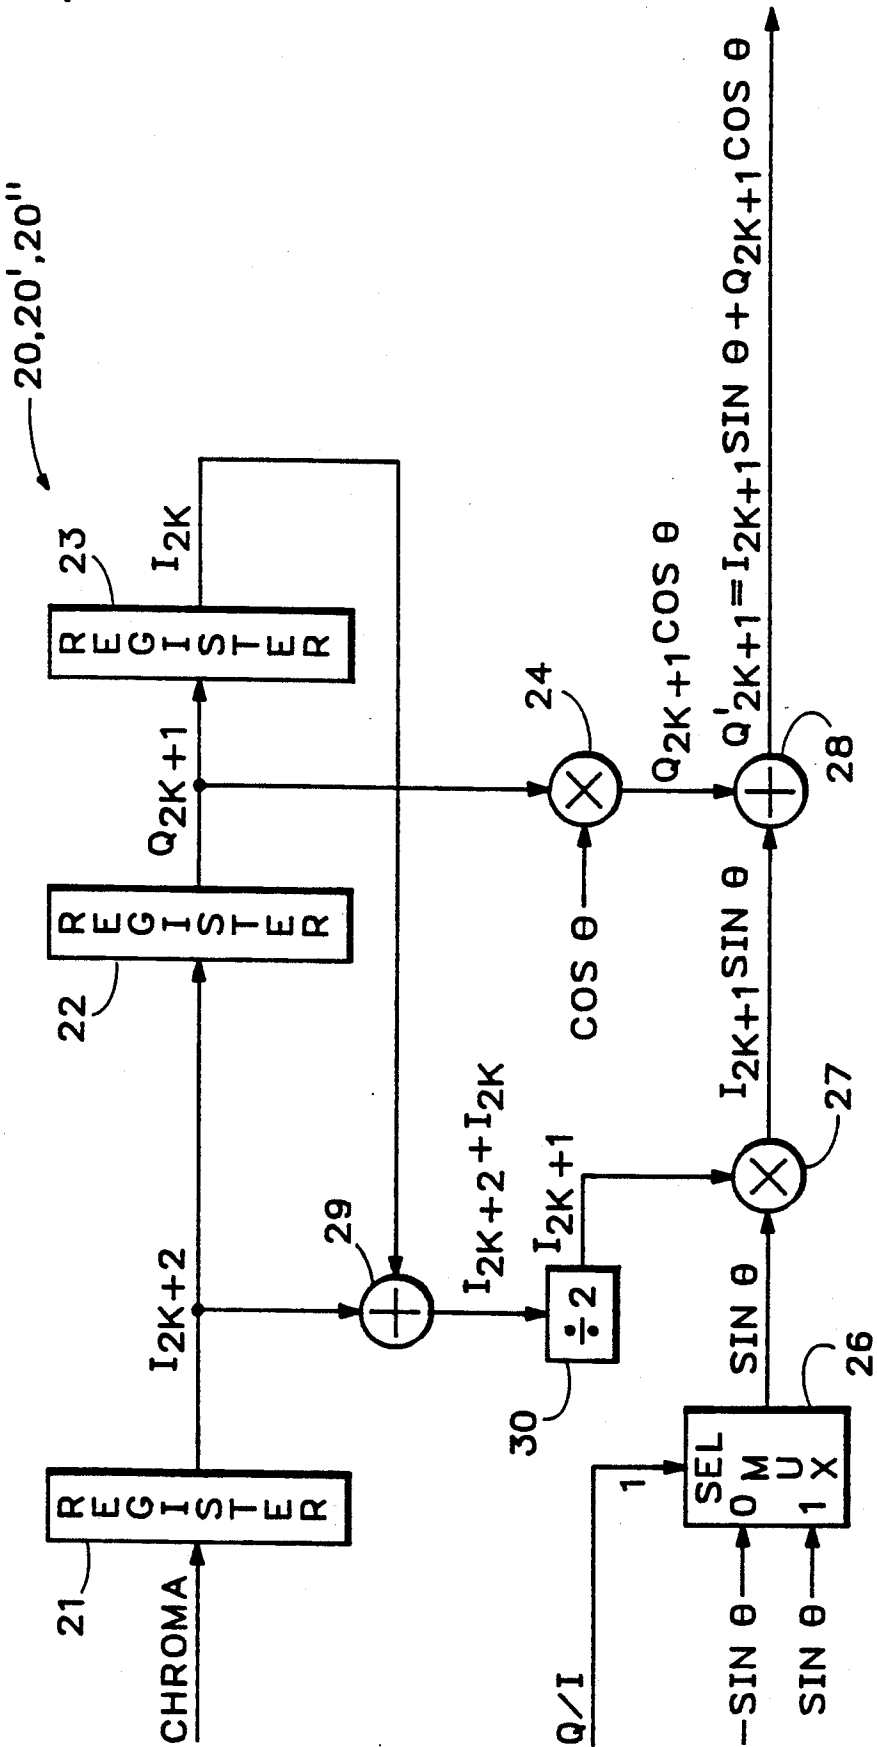 20,20',20"
21
REGISTER
CHROMA
I2K+2
22
REGISTER
Q2K+1
23
REGISTER
I2K
29
+
I2K+2+I2K
30
÷2
I2K+1
24
×
COS θ
Q2K+1COS θ
Q/I
1
SEL
0
1
MUX
26
—SIN θ
SIN θ
SIN θ
×
27
I2K+1SIN θ
+
28
Q'2K+1=I2K+1SIN θ+Q2K+1COS θ